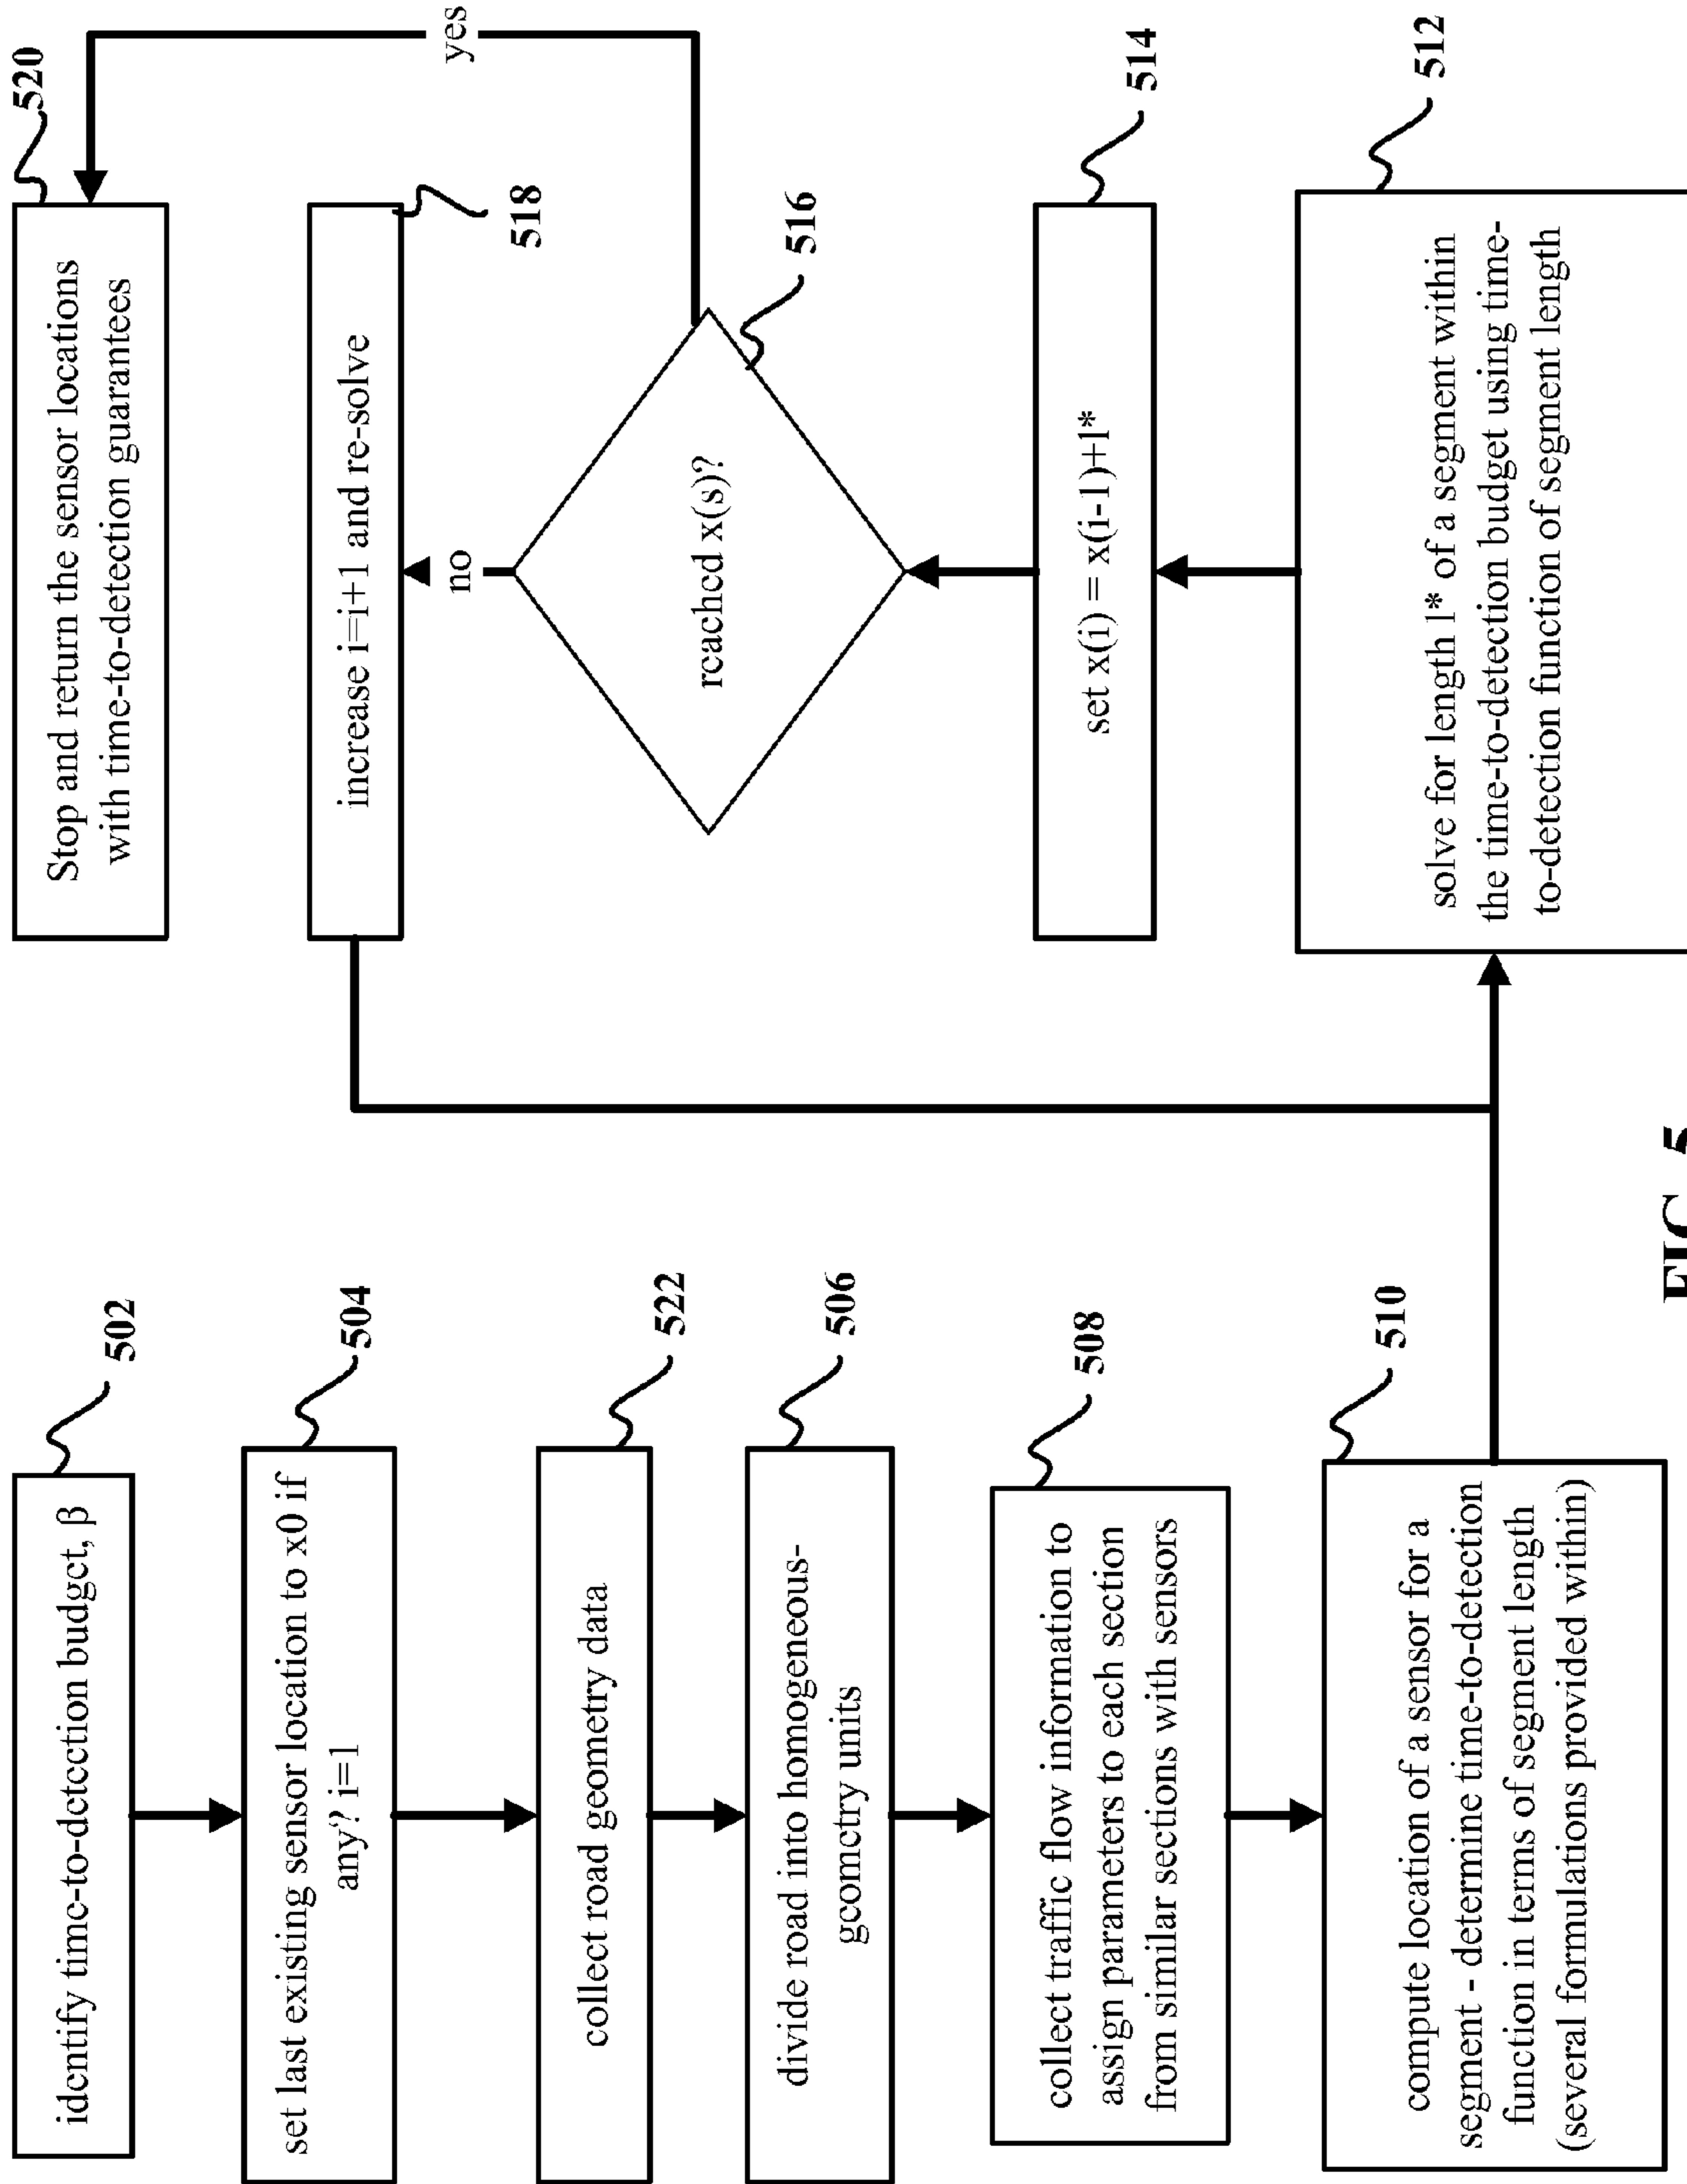 identify time-to-detection budget, β
502
set last existing sensor location to x0 if
any? i=1
504
collect road geometry data
522
divide road into homogeneous-
geometry units
506
collect traffic flow information to
assign parameters to each section
from similar sections with sensors
508
compute location of a sensor for a
segment - determine time-to-detection
function in terms of segment length
(several formulations provided within)
510
solve for length l* of a segment within
the time-to-detection budget using time-
to-detection function of segment length
512
set x(i) = x(i-1)+l*
514
reached x(s)?
516
no
yes
increase i=i+1 and re-solve
518
Stop and return the sensor locations
with time-to-detection guarantees
520
FIG. 5